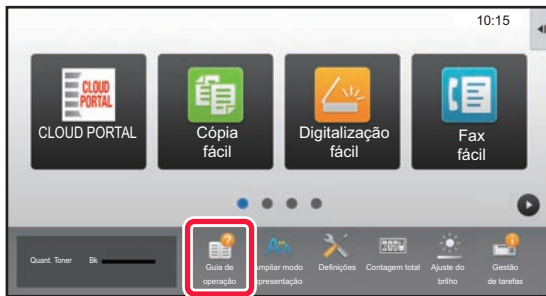 10:15
CLOUD
PORTAL
CLOUD PORTAL
Cópia
fácil
Digitalização
fácil
Fax
fácil
Quant. Toner Bk
Guia de
operação
Ampliar modo
apresentação
Definições
Contagem total
Ajuste do
brilho
Gestão
de tarefas